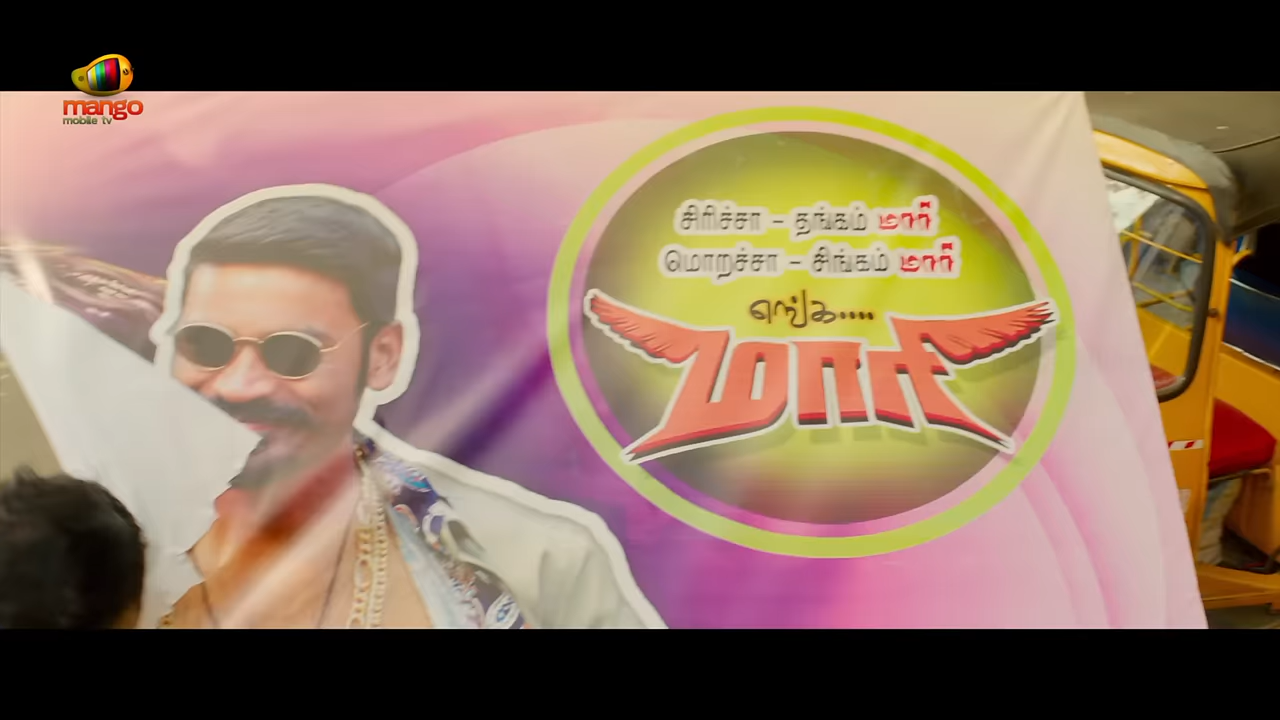 mango
mobile tv
சிரிச்சா - தங்கம் மார்
மொறச்சா - சிங்கம் மார்
எங்க....
மாரி